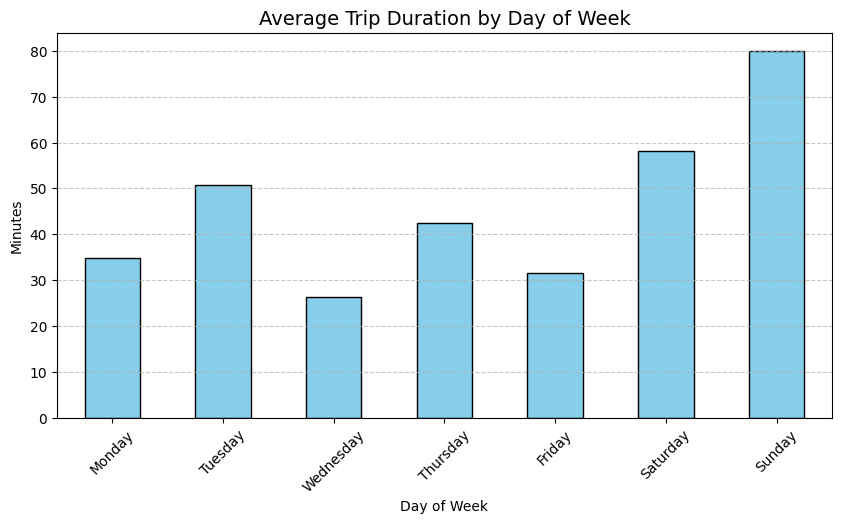 Average Trip Duration by Day of Week
Minutes
80
70
60
50
40
30
20
10
0
Monday
Tuesday
Wednesday
Thursday
Friday
Saturday
Sunday
Day of Week